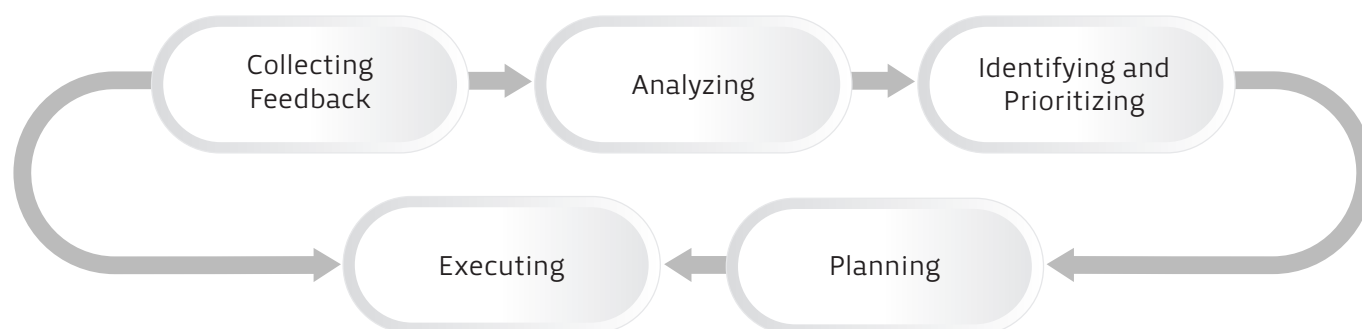 Collecting
Feedback
Analyzing
Identifying and
Prioritizing
Executing
Planning